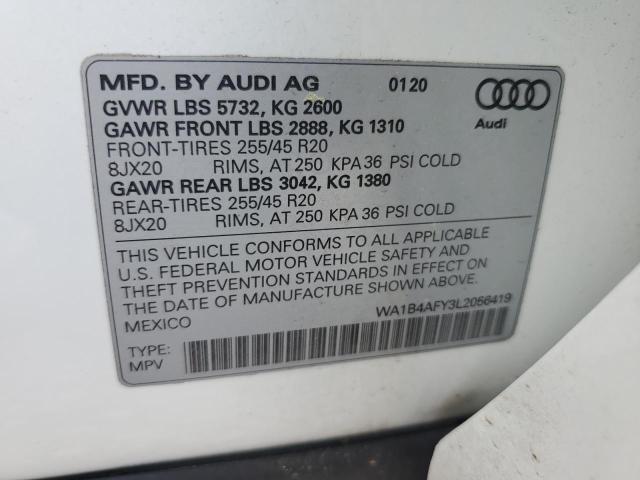 MFD. BY AUDI AG 0120
GVWR LBS 5732, KG 2600
GAWR FRONT LBS 2888, KG 1310
FRONT-TIRES 255/45 R20
8JX20 RIMS, AT 250 KPA 36 PSI COLD
GAWR REAR LBS 3042, KG 1380
REAR-TIRES 255/45 R20
8JX20 RIMS, AT 250 KPA 36 PSI COLD
Audi
THIS VEHICLE CONFORMS TO ALL APPLICABLE
U.S. FEDERAL MOTOR VEHICLE SAFETY AND
THEFT PREVENTION STANDARDS IN EFFECT ON
THE DATE OF MANUFACTURE SHOWN ABOVE.
MEXICO
WA1B4AFY3L2056419
TYPE:
MPV